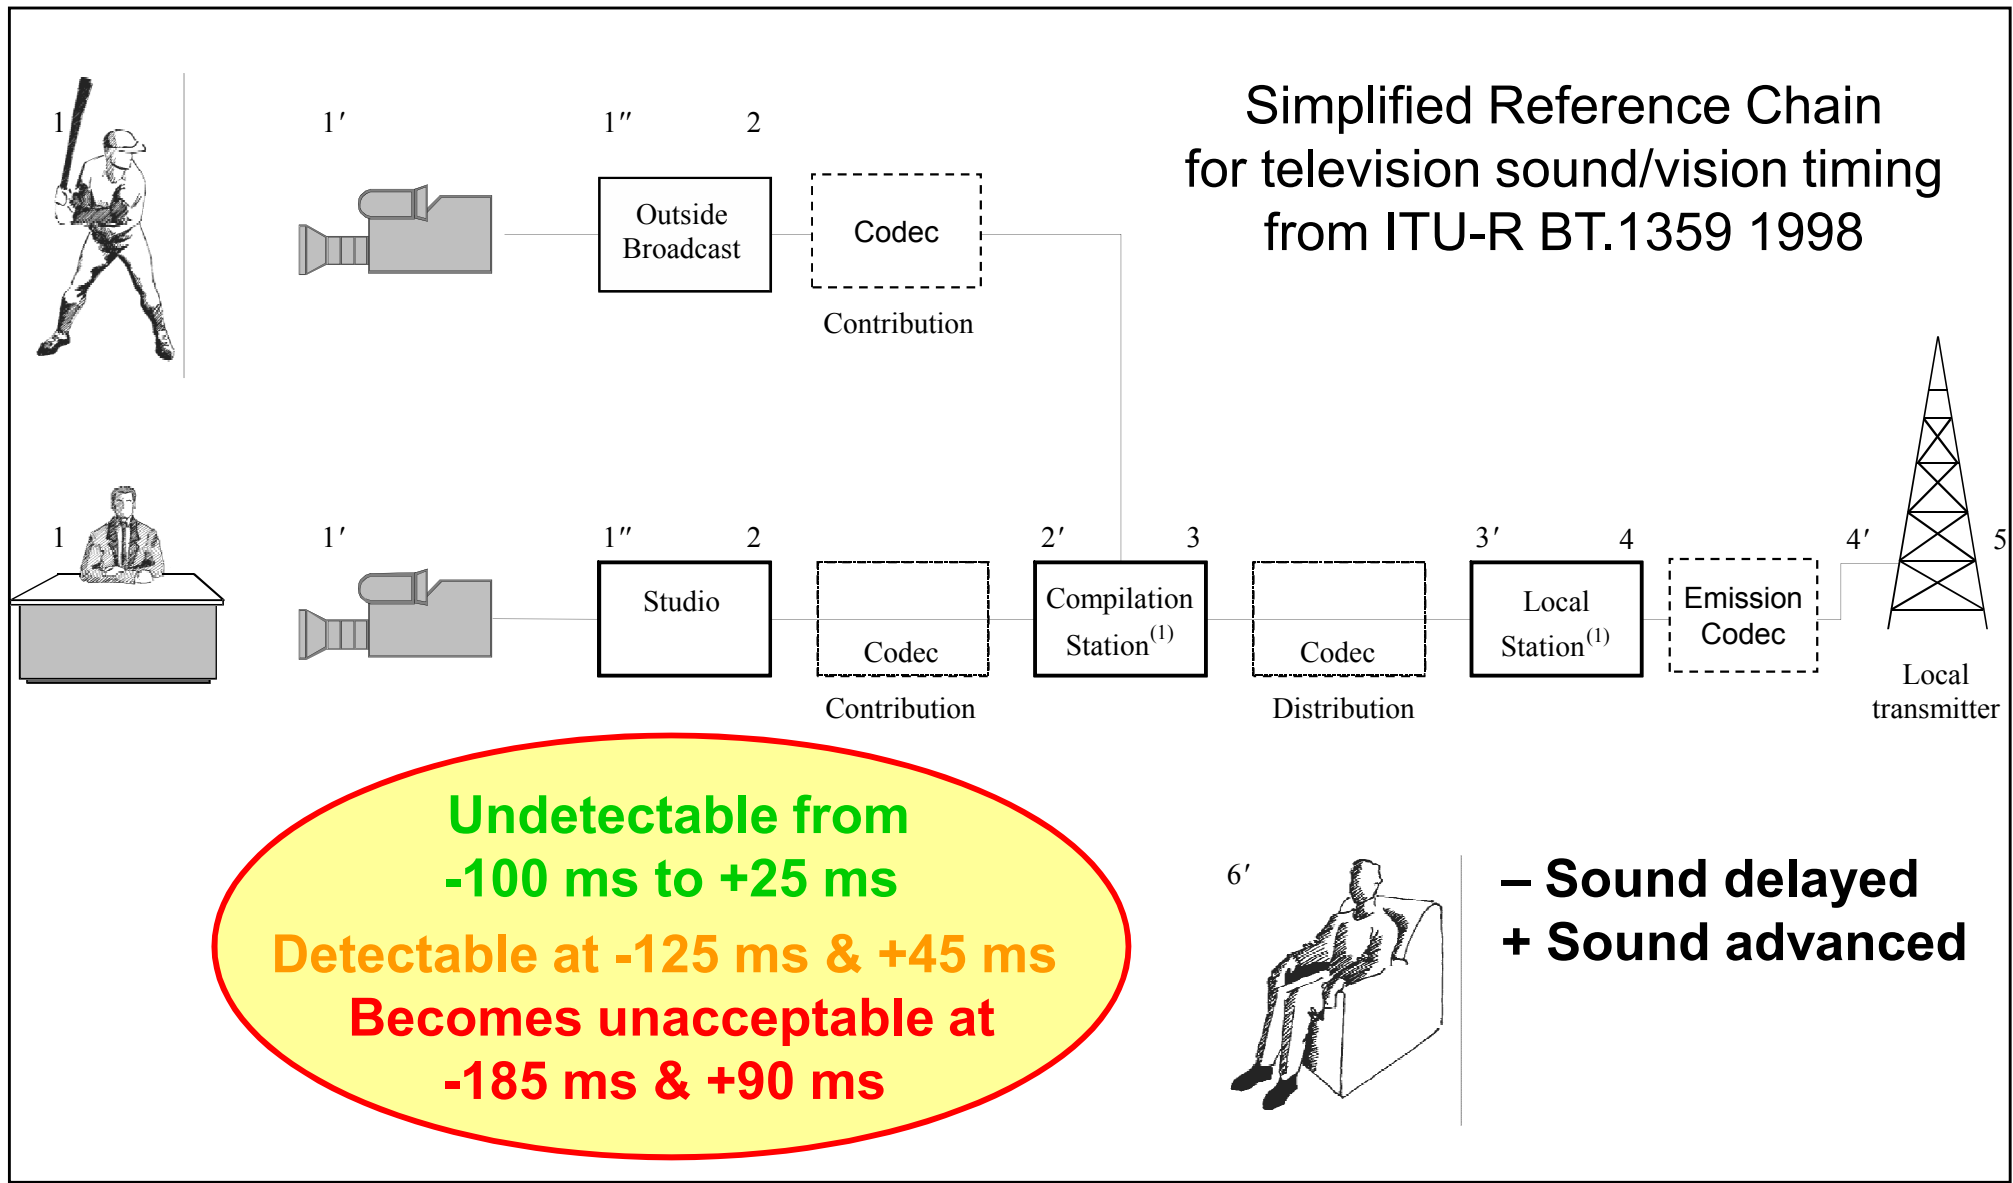 Simplified Reference Chain
for television sound/vision timing
from ITU-R BT.1359 1998
1
1′
1″
2
Outside
Broadcast
Codec
Contribution
1
1′
1″
2
2′
3
3′
4
4′
5
Studio
Codec
Contribution
Compilation
Station(1)
Codec
Distribution
Local
Station(1)
Emission
Codec
Local
transmitter
Undetectable from
-100 ms to +25 ms
Detectable at -125 ms & +45 ms
Becomes unacceptable at
-185 ms & +90 ms
6′
– Sound delayed
+ Sound advanced